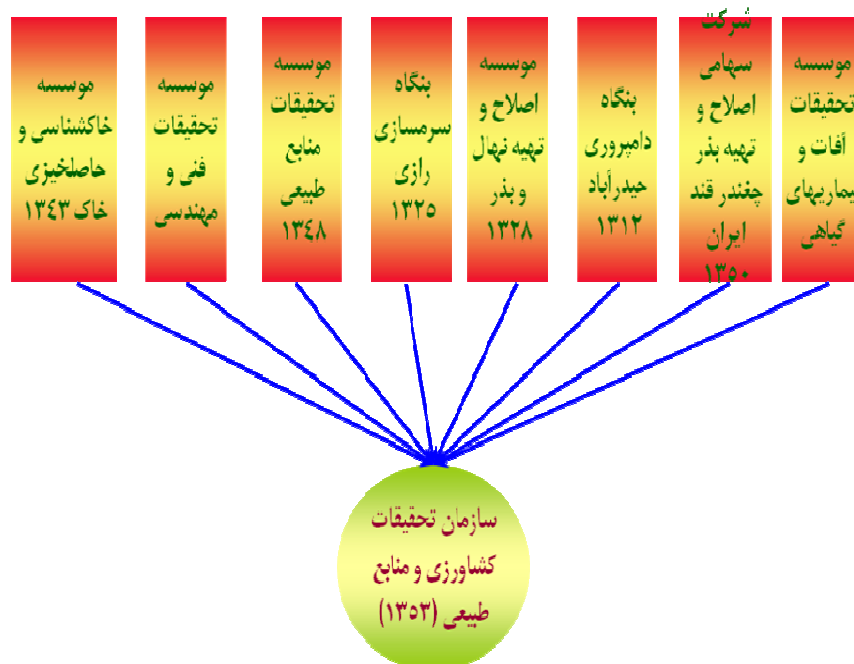 موسسه
تحقیقات
آفات و
بیماریهای
گیاهی
شرکت
سهامی
اصلاح و
تهیه بذر
چغندر قند
ایران
۱۳۵۰
بنگاه
دامپروری
حیدرآباد
۱۳۱۲
موسسه
اصلاح و
تهیه نهال
و بذر
۱۳۲۸
بنگاه
سرمسازی
رازی
۱۳۲۵
موسسه
تحقیقات
منابع
طبیعی
۱۳۴۸
موسسه
تحقیقات
فنی و
مهندسی
موسسه
خاکشناسی و
حاصلخیزی
خاک ۱۳۴۳
سازمان تحقیقات
کشاورزی و منابع
طبیعی (۱۳۵۳)